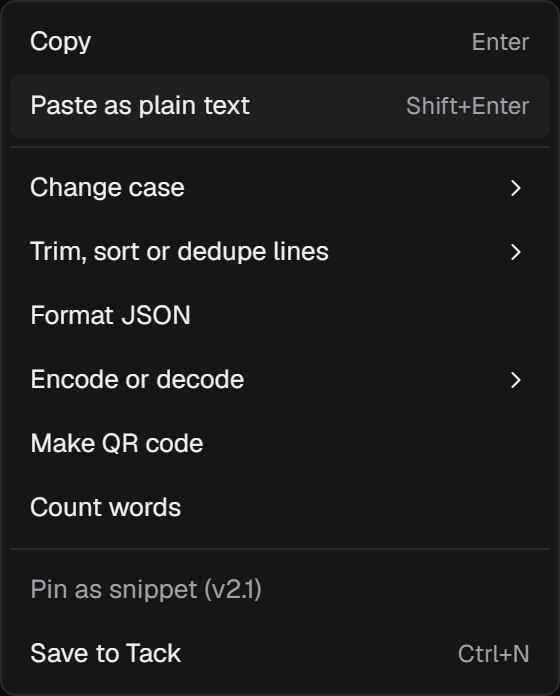 Copy Enter
Paste as plain text Shift+Enter
Change case
Trim, sort or dedupe lines
Format JSON
Encode or decode
Make QR code
Count words
Pin as snippet (v2.1)
Save to Tack Ctrl+N